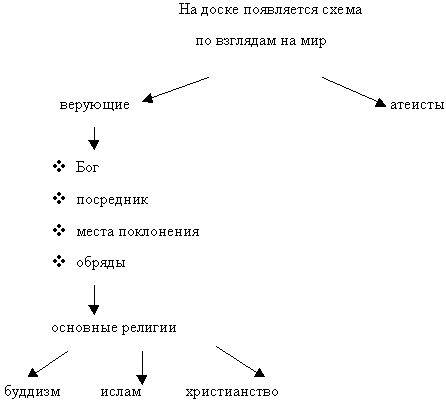 На доске появляется схема
по взглядам на мир
верующие атеисты
Бог
посредник
места поклонения
обряды
основные религии
буддизм ислам христианство